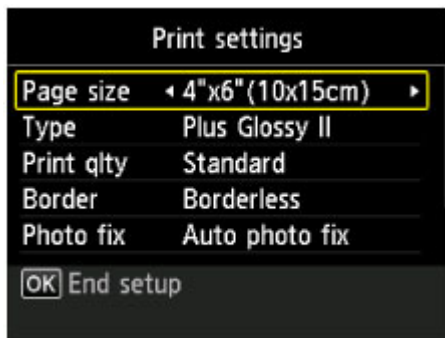 Print settings
Page size 4"x6"(10x15cm)
Type Plus Glossy II
Print qlty Standard
Border Borderless
Photo fix Auto photo fix
OK End setup